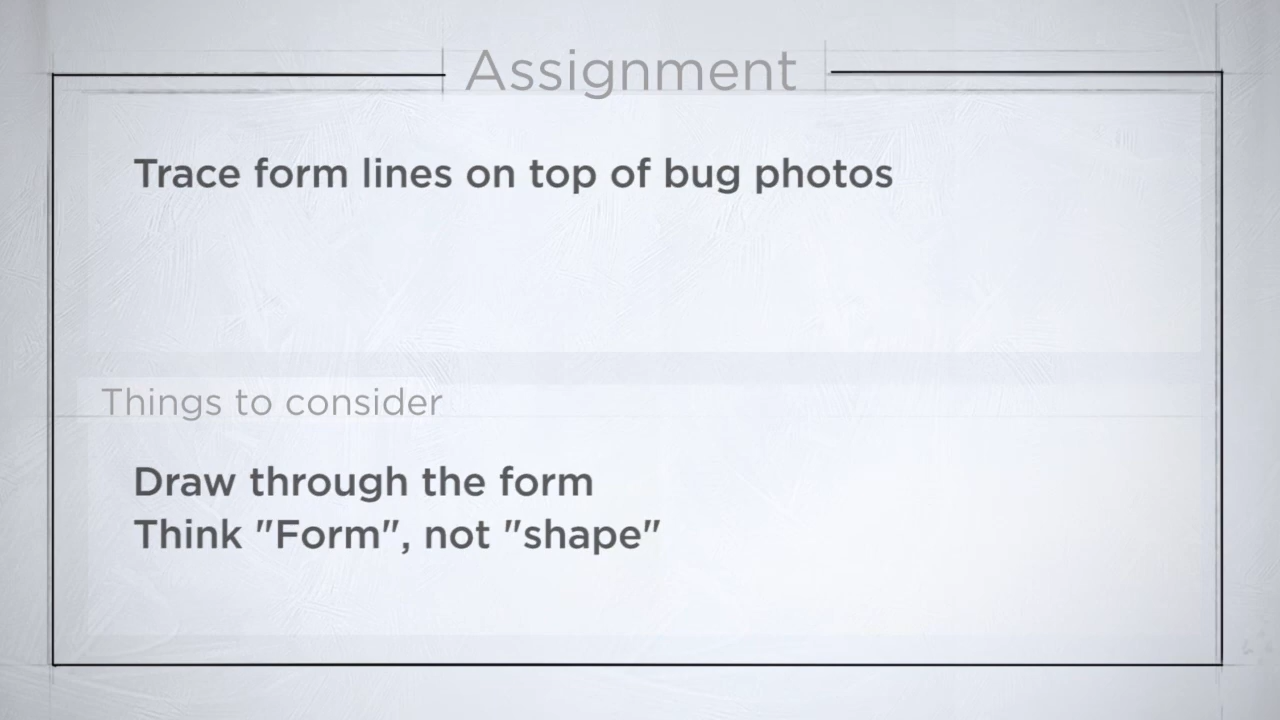 Assignment
Trace form lines on top of bug photos
Things to consider
Draw through the form
Think "Form", not "shape"